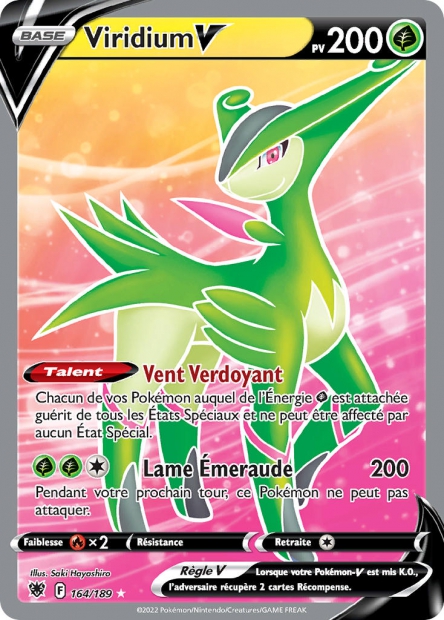 BASE Viridium V PV 200
Talent Vent Verdoyant
Chacun de vos Pokémon auquel de l'Énergie est attachée
guérit de tous les États Spéciaux et ne peut être affecté par
aucun État Spécial.
Lame Émeraude 200
Pendant votre prochain tour, ce Pokémon ne peut pas
attaquer.
Faiblesse ×2 Résistance Retraite
Illus. Saki Hayashiro
Règle V Lorsque votre Pokémon-V est mis K.O.,
l'adversaire récupère 2 cartes Récompense.
F 164/189
©2022 Pokémon/Nintendo/Creatures/GAME FREAK